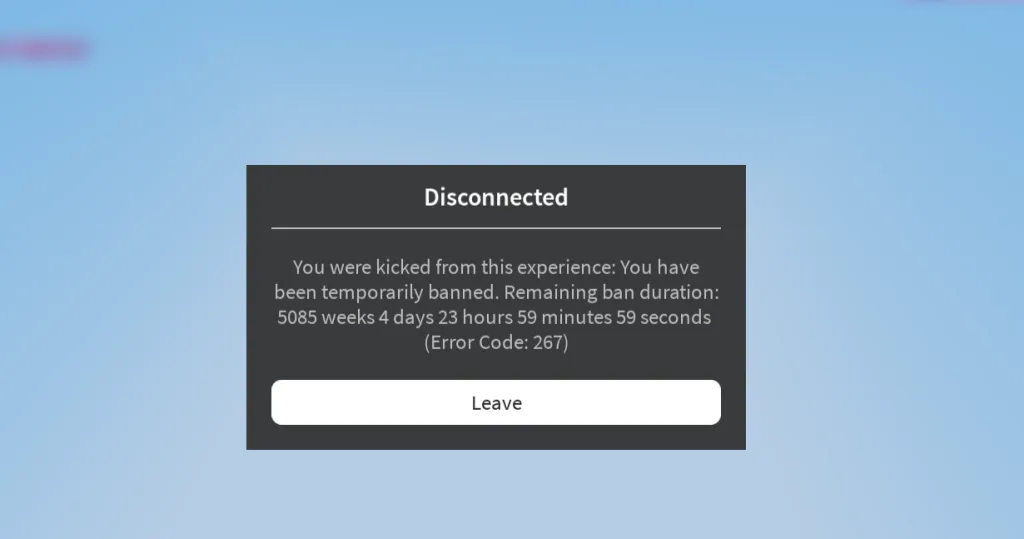 Disconnected
You were kicked from this experience: You have
been temporarily banned. Remaining ban duration:
5085 weeks 4 days 23 hours 59 minutes 59 seconds
(Error Code: 267)
Leave